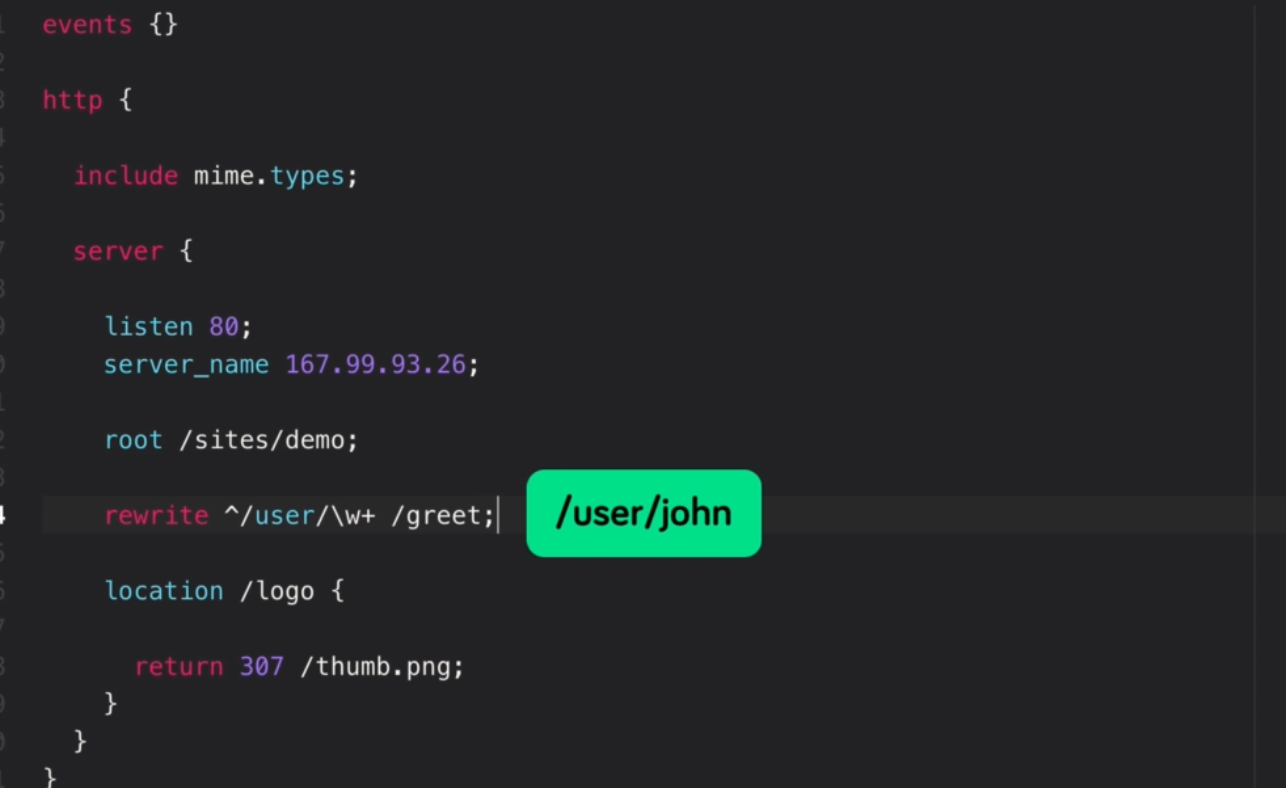 events {}
http {
include mime.types;
server {
listen 80;
server_name 167.99.93.26;
root /sites/demo;
rewrite ^/user/\w+ /greet;
/user/john
location /logo {
return 307 /thumb.png;
}
}
}